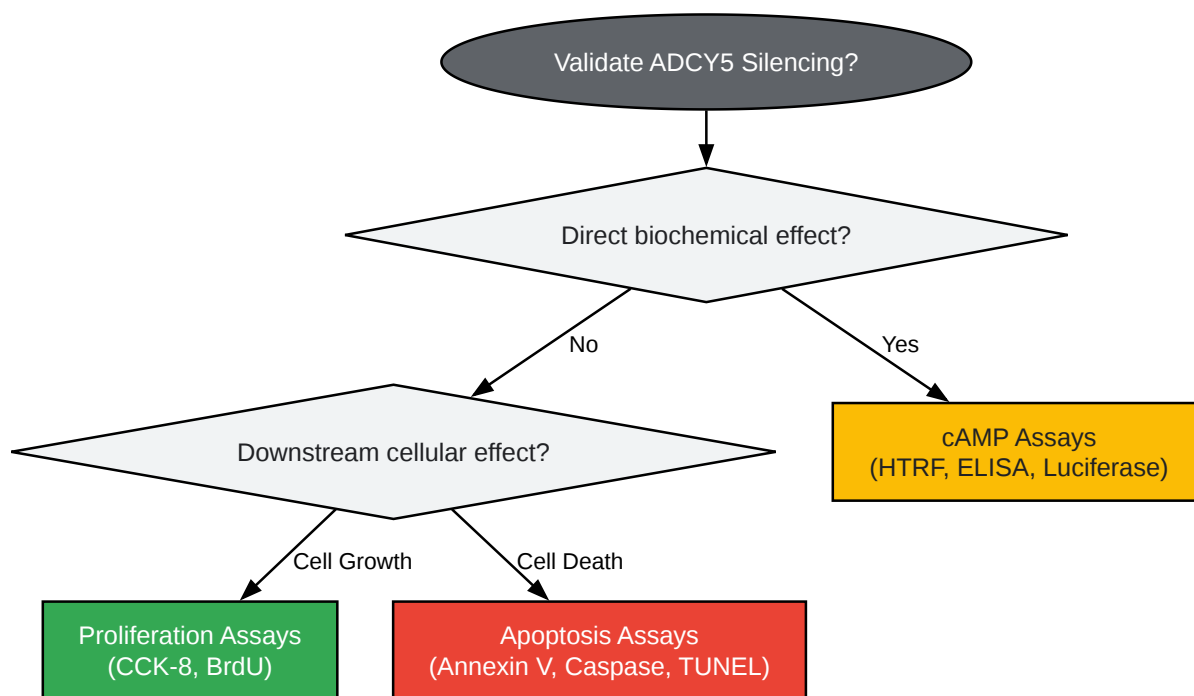 Validate ADCY5 Silencing?
Direct biochemical effect?
No
Yes
Downstream cellular effect?
cAMP Assays
(HTRF, ELISA, Luciferase)
Cell Growth
Cell Death
Proliferation Assays
(CCK-8, BrdU)
Apoptosis Assays
(Annexin V, Caspase, TUNEL)